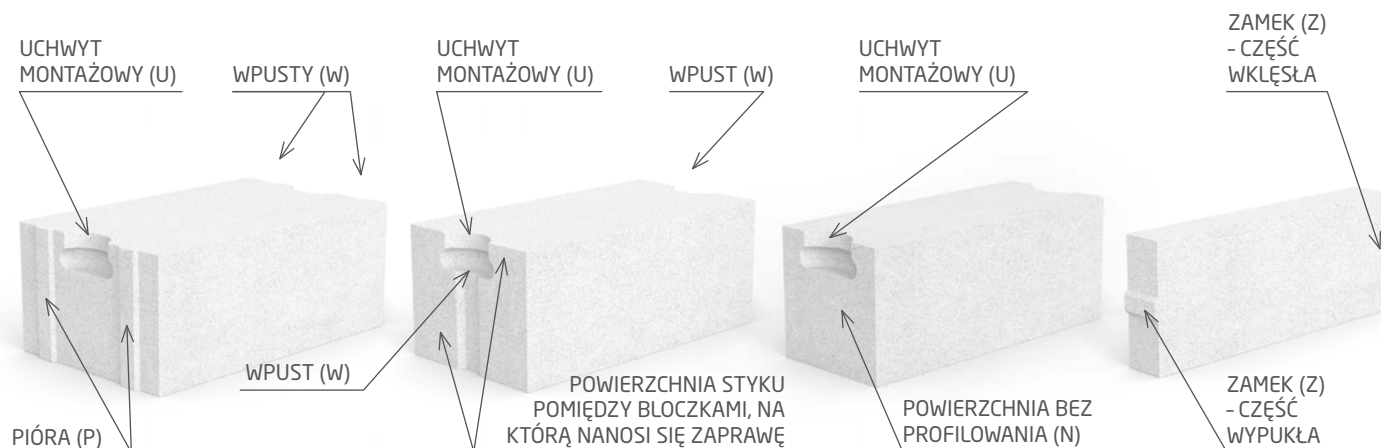 UCHWYT
MONTAŻOWY (U)
WPUSTY (W)
UCHWYT
MONTAŻOWY (U)
WPUST (W)
UCHWYT
MONTAŻOWY (U)
ZAMEK (Z)
- CZĘŚĆ
WKLĘSŁA
WPUST (W)
PIÓRA (P)
POWIERZCHNIA STYKU
POMIĘDZY BLOCZKAMI, NA
KTÓRĄ NANOSI SIĘ ZAPRAWĘ
POWIERZCHNIA BEZ
PROFILOWANIA (N)
ZAMEK (Z)
- CZĘŚĆ
WYPUKŁA